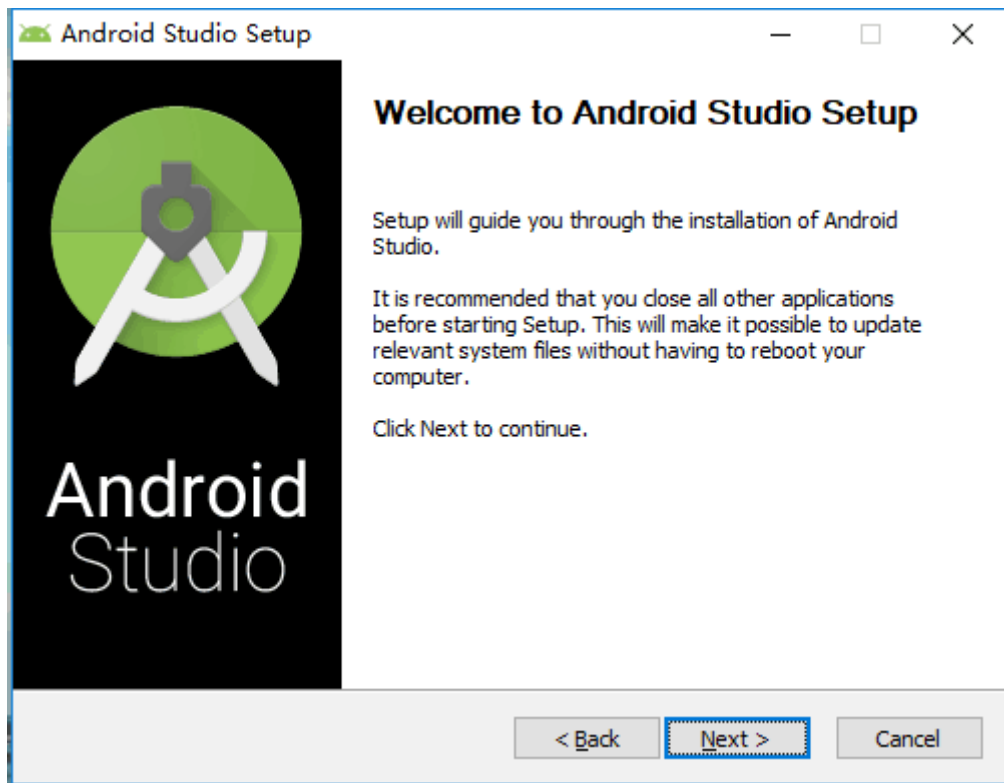 Android Studio Setup
Welcome to Android Studio Setup
Setup will guide you through the installation of Android
Studio.
It is recommended that you close all other applications
before starting Setup. This will make it possible to update
relevant system files without having to reboot your
computer.
Click Next to continue.
Android
Studio
< Back
Next >
Cancel